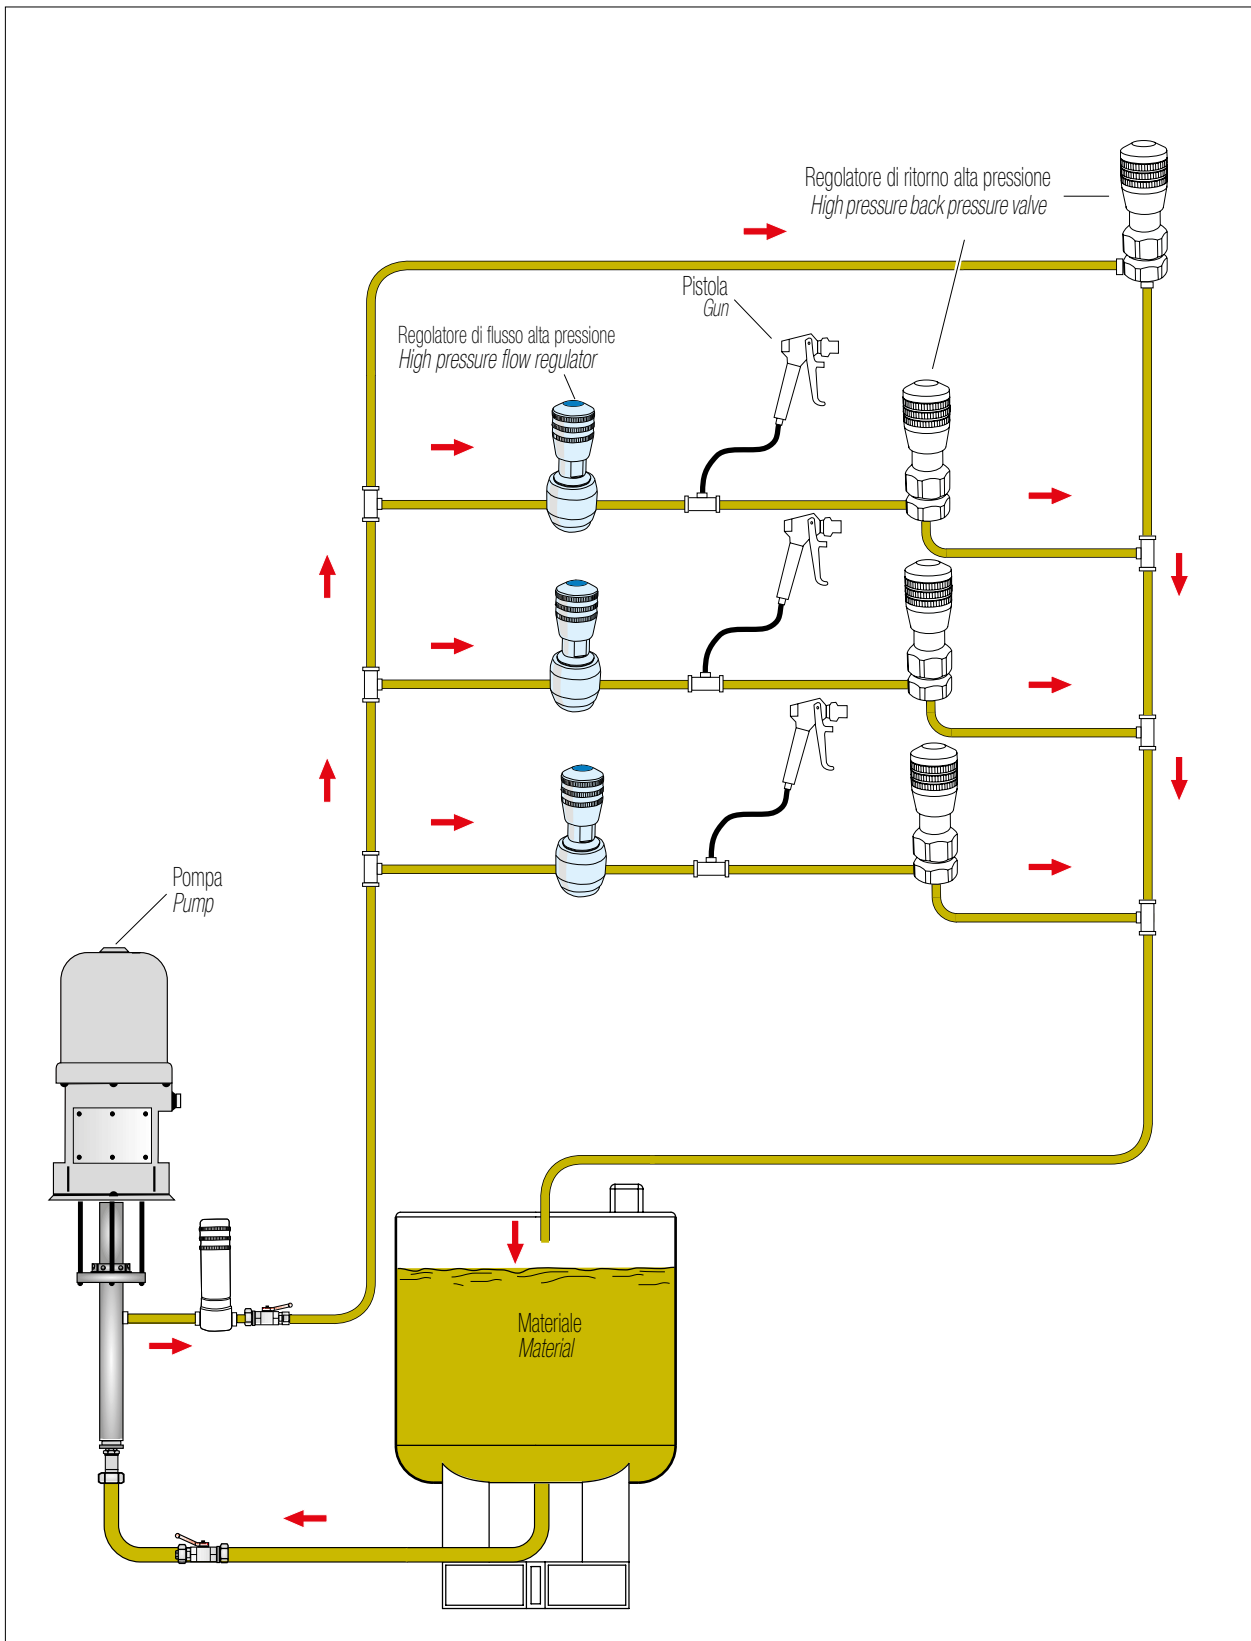 Regolatore di ritorno alta pressione
High pressure back pressure valve
Pistola
Gun
Regolatore di flusso alta pressione
High pressure flow regulator
Pompa
Pump
Materiale
Material